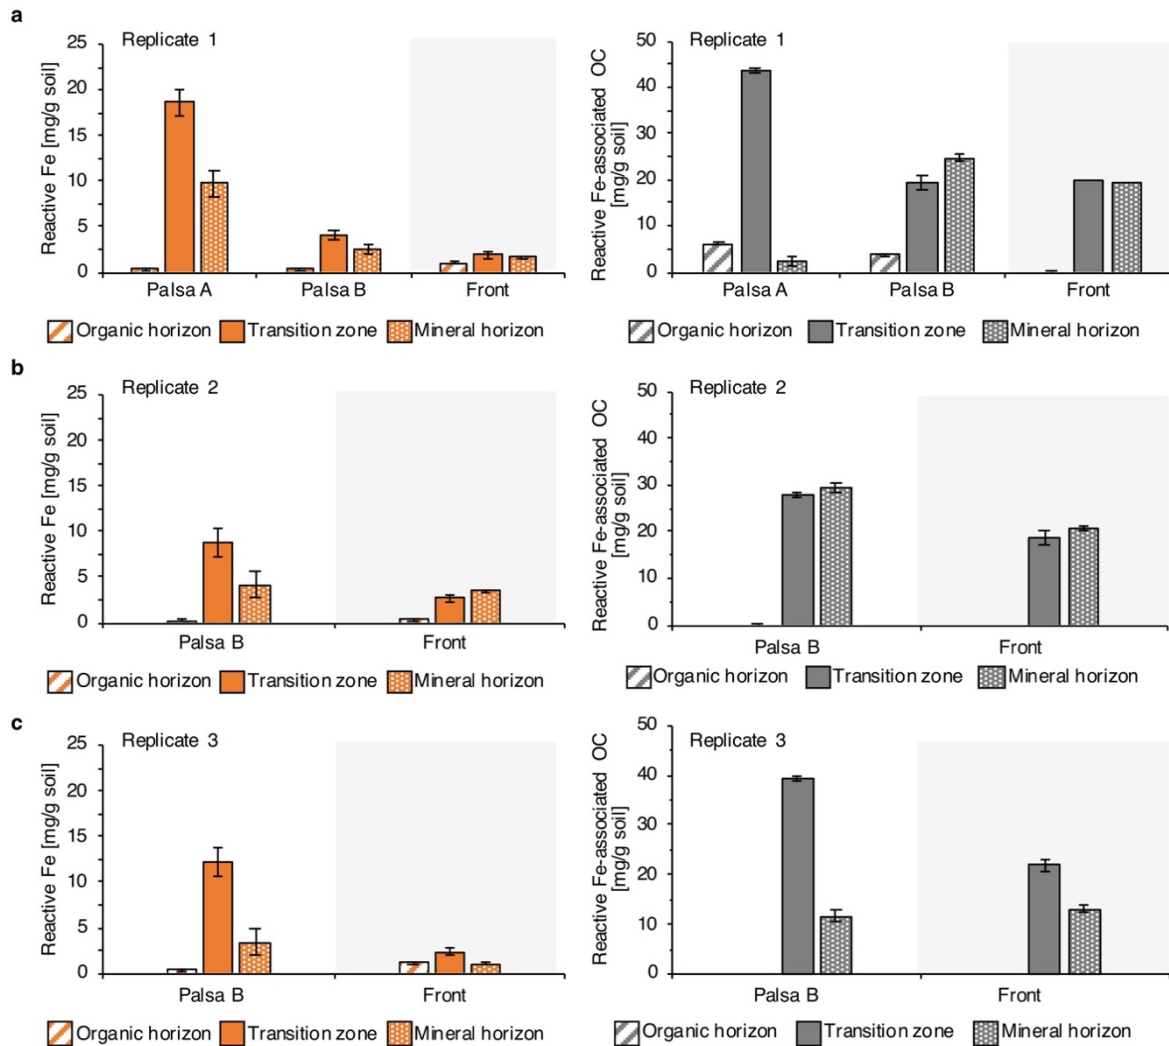 a
Replicate 1
Reactive Fe [mg/g soil]
25
20
15
10
5
0
Palsa A Palsa B Front
Organic horizon Transition zone Mineral horizon
Replicate 1
Reactive Fe-associated OC
[mg/g soil]
50
40
30
20
10
0
Palsa A Palsa B Front
Organic horizon Transition zone Mineral horizon
b
Replicate 2
Reactive Fe [mg/g soil]
25
20
15
10
5
0
Palsa B Front
Organic horizon Transition zone Mineral horizon
Replicate 2
Reactive Fe-associated OC
[mg/g soil]
50
40
30
20
10
0
Palsa B Front
Organic horizon Transition zone Mineral horizon
c
Replicate 3
Reactive Fe [mg/g soil]
25
20
15
10
5
0
Palsa B Front
Organic horizon Transition zone Mineral horizon
Replicate 3
Reactive Fe-associated OC
[mg/g soil]
50
40
30
20
10
0
Palsa B Front
Organic horizon Transition zone Mineral horizon